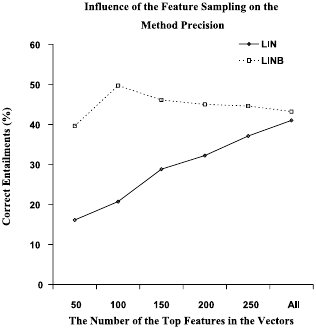 Influence of the Feature Sampling on the
Method Precision
LIN
LINB
Correct Entailments (%)
60
50
40
30
20
10
0
50 100 150 200 250 All
The Number of the Top Features in the Vectors